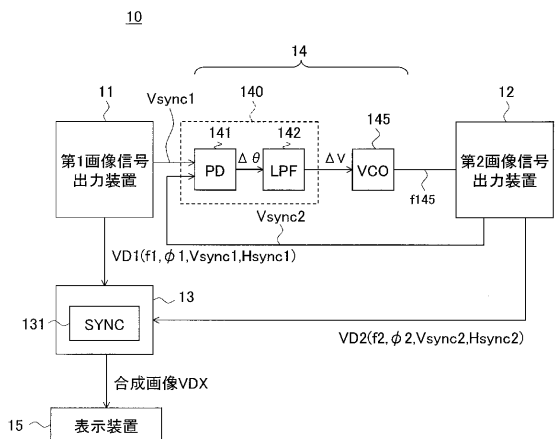 10
14
11
Vsync1
140
145
12
141
142
第1画像信号
出力装置
PD
Δθ
LPF
ΔV
VCO
第2画像信号
出力装置
f145
Vsync2
VD1(f1,φ1,Vsync1,Hsync1)
13
131
SYNC
VD2(f2,φ2,Vsync2,Hsync2)
合成画像VDX
15
表示装置